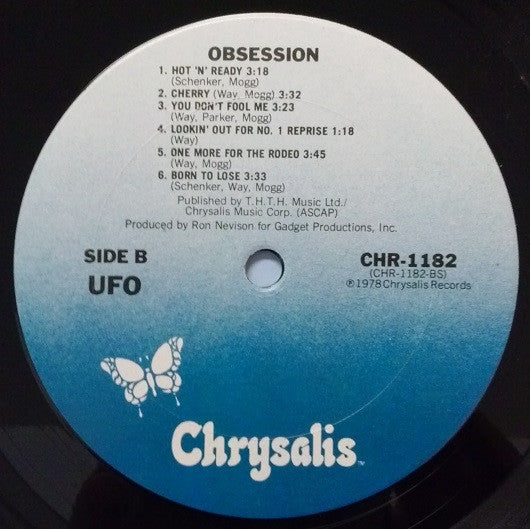 OBSESSION
1. HOT 'N' READY 3:18
(Schenker, Mogg)
2. CHERRY (Way, Mogg) 3:32
3. YOU DON'T FOOL ME 3:23
(Way, Parker, Mogg)
4. LOOKIN' OUT FOR NO. 1 REPRISE 1:18
(Way)
5. ONE MORE FOR THE RODEO 3:45
(Way, Mogg)
6. BORN TO LOSE 3:33
(Schenker, Way, Mogg)
Published by T.H.T.H. Music Ltd./
Chrysalis Music Corp. (ASCAP)
Produced by Ron Nevison for Gadget Productions, Inc.
SIDE B
UFO
CHR-1182
(CHR-1182-BS)
℗1978 Chrysalis Records
Chrysalis™